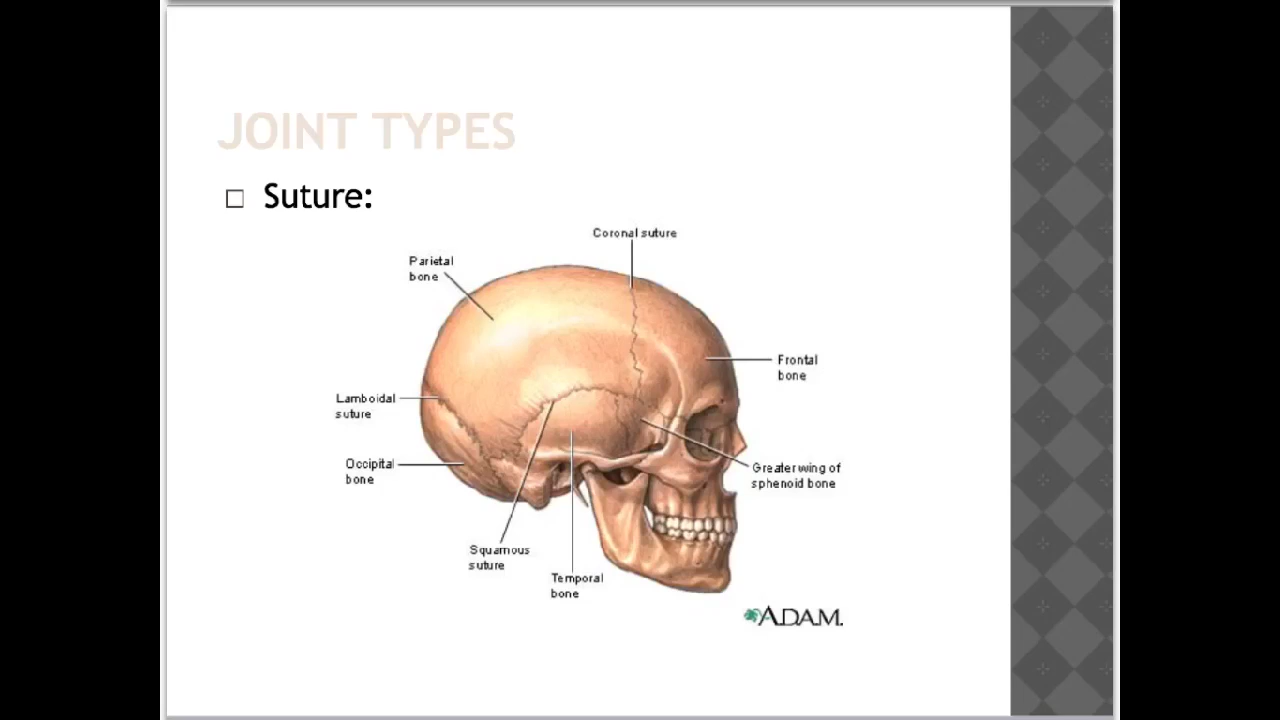 JOINT TYPES
Suture:
Coronal suture
Parietal
bone
Frontal
bone
Lamboidal
suture
Occipital
bone
Greater wing of
sphenoid bone
Squamous
suture
Temporal
bone
A.D.A.M.